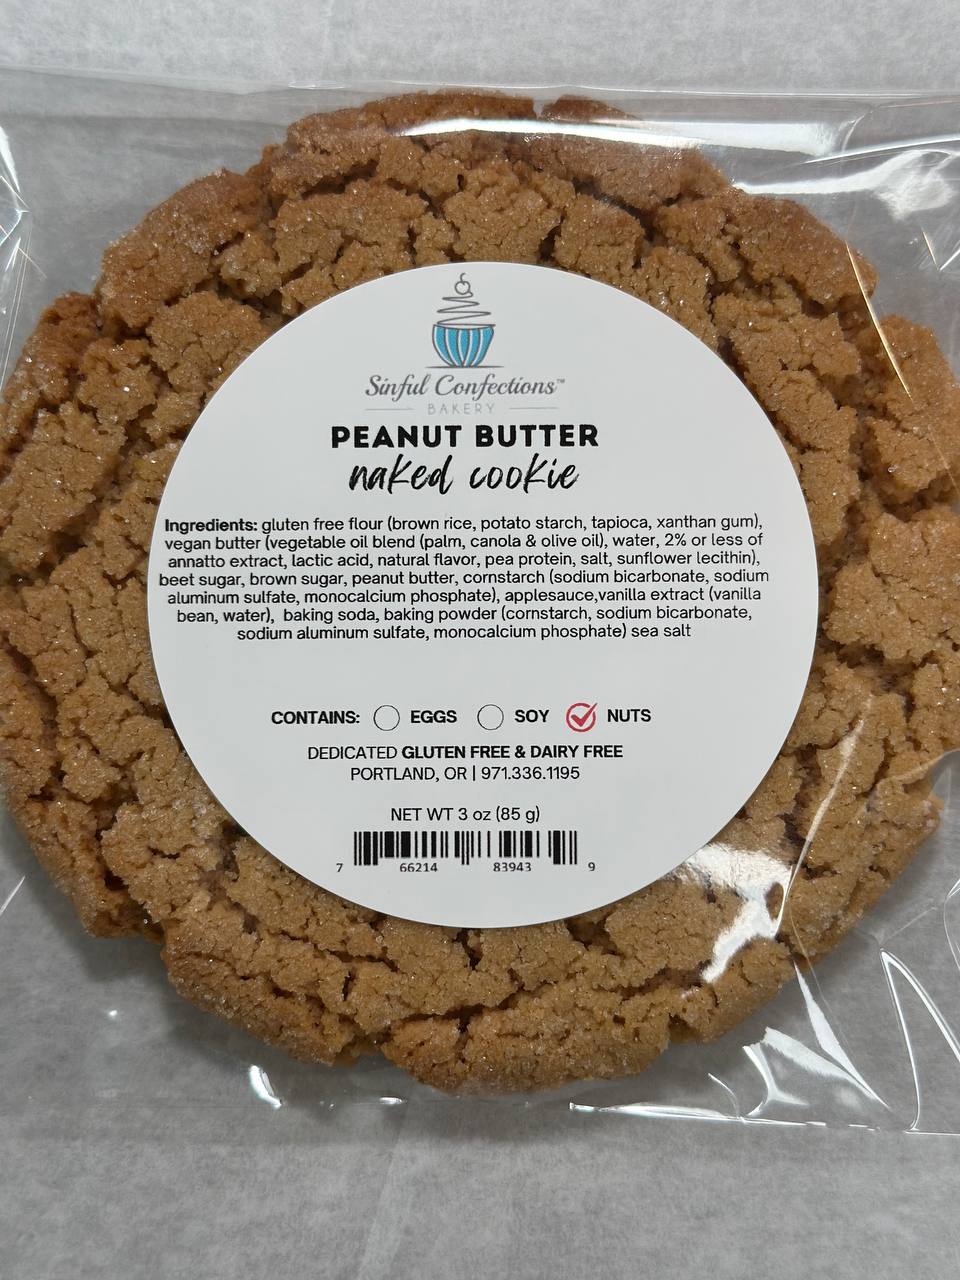 Sinful Confections™
BAKERY
PEANUT BUTTER
naked cookie
Ingredients: gluten free flour (brown rice, potato starch, tapioca, xanthan gum),
vegan butter (vegetable oil blend (palm, canola & olive oil), water, 2% or less of
annatto extract, lactic acid, natural flavor, pea protein, salt, sunflower lecithin),
beet sugar, brown sugar, peanut butter, cornstarch (sodium bicarbonate, sodium
aluminum sulfate, monocalcium phosphate), applesauce,vanilla extract (vanilla
bean, water), baking soda, baking powder (cornstarch, sodium bicarbonate,
sodium aluminum sulfate, monocalcium phosphate) sea salt
CONTAINS: EGGS SOY NUTS
DEDICATED GLUTEN FREE & DAIRY FREE
PORTLAND, OR | 971.336.1195
NET WT 3 oz (85 g)
7 66214 83943 9